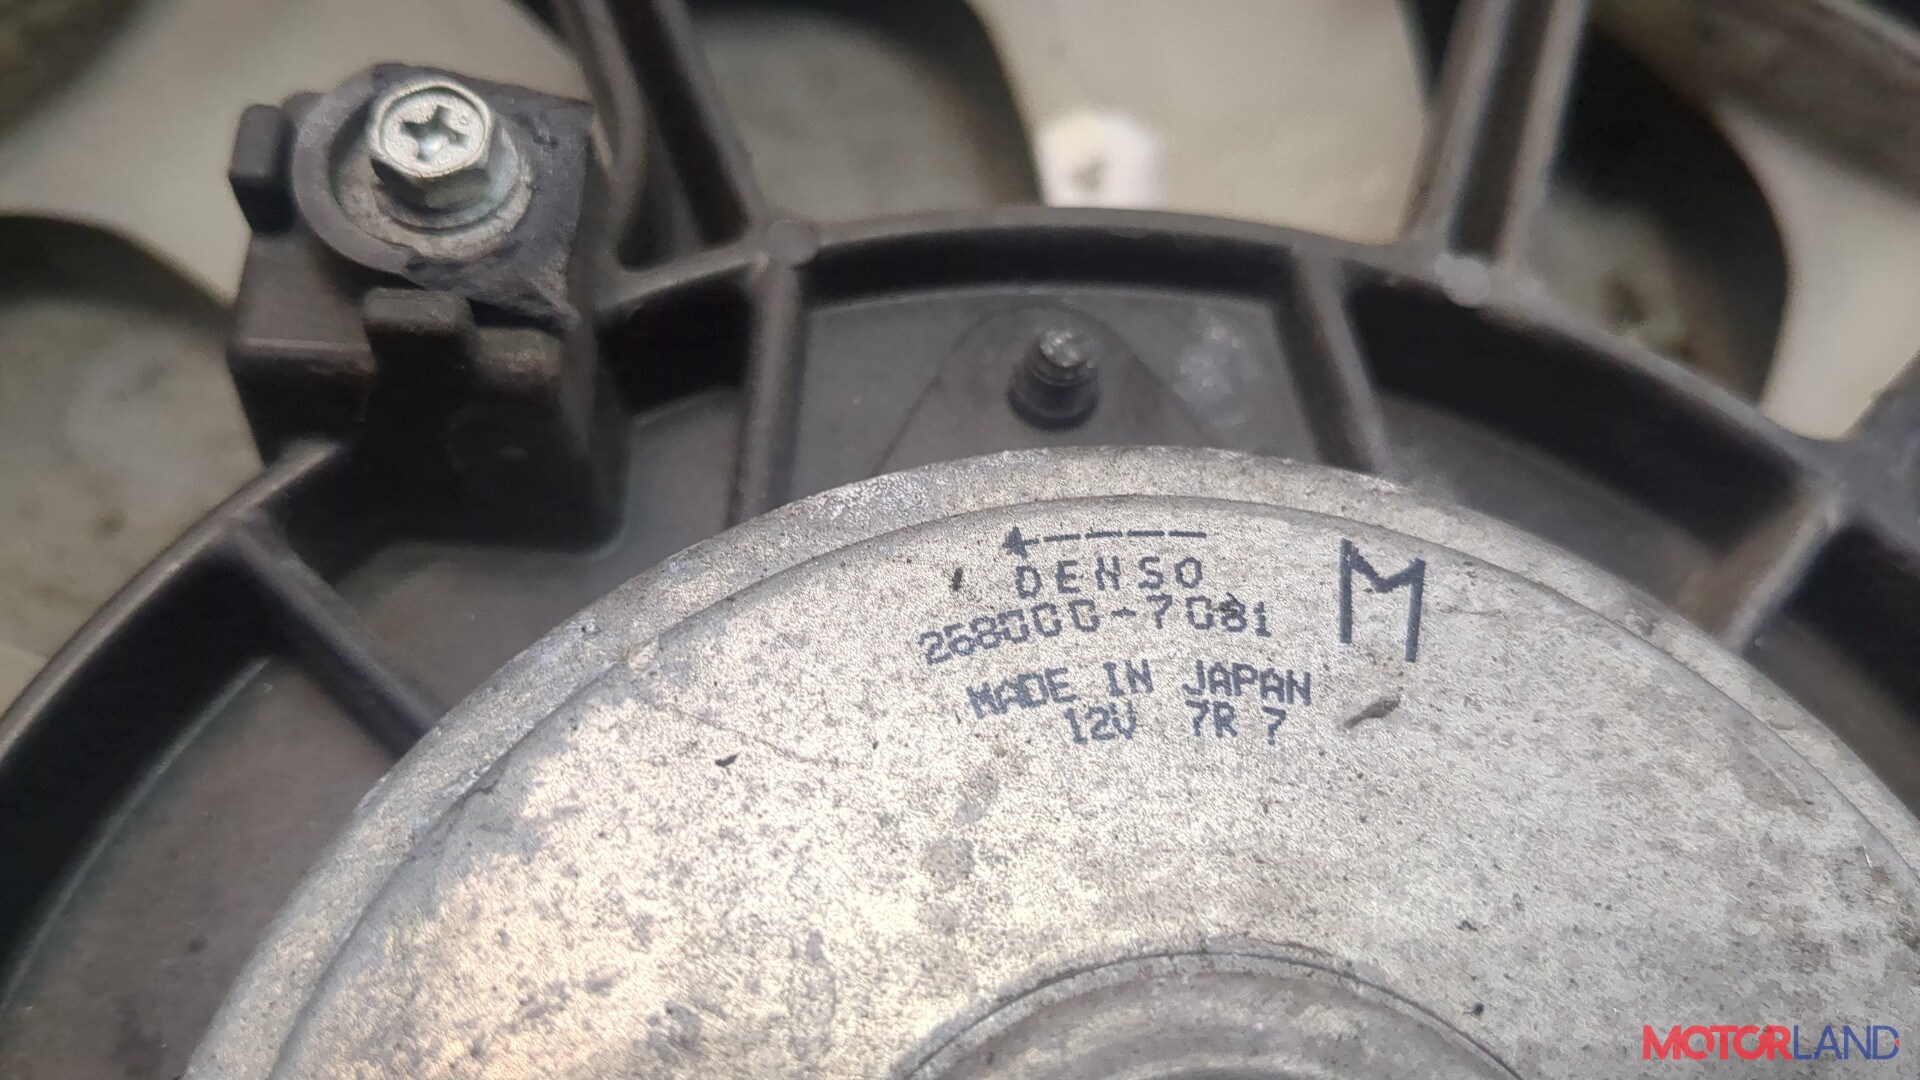 DENSO
268000-7081
M
MADE IN JAPAN
12V 7R 7
MOTORLAND